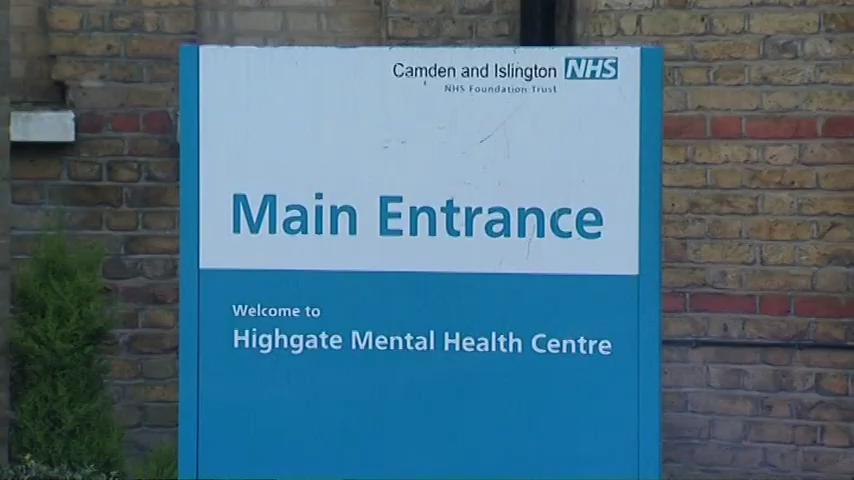 Camden and Islington NHS
NHS Foundation Trust
Main Entrance
Welcome to
Highgate Mental Health Centre